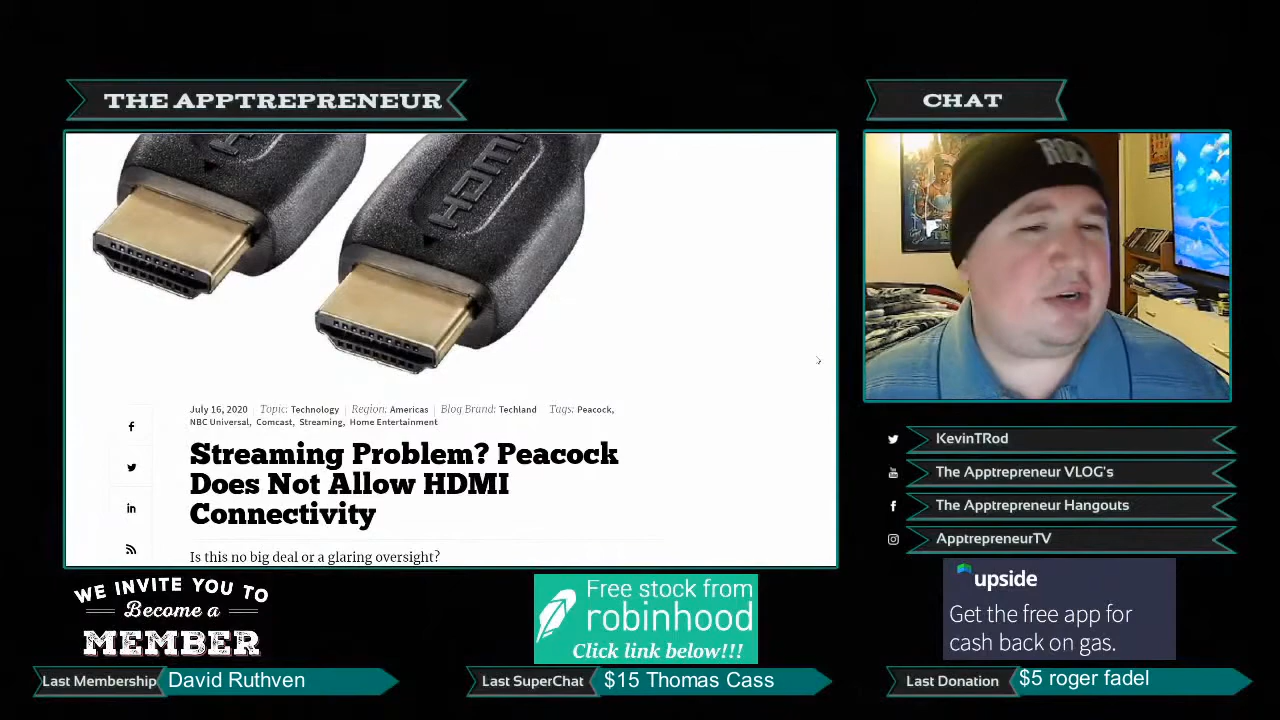 THE APPTREPRENEUR
CHAT
HDMI
ROCK
July 16, 2020 | Topic: Technology | Region: Americas | Blog Brand: Techland Tags: Peacock,
NBC Universal, Comcast, Streaming, Home Entertainment
Streaming Problem? Peacock
Does Not Allow HDMI
Connectivity
Is this no big deal or a glaring oversight?
KevinTRod
The Apptrepreneur VLOG's
The Apptrepreneur Hangouts
ApptrepreneurTV
WE INVITE YOU TO
Become a
MEMBER
Free stock from
robinhood
Click link below!!!
upside
Get the free app for
cash back on gas.
Last Membership David Ruthven
Last SuperChat $15 Thomas Cass
Last Donation $5 roger fadel